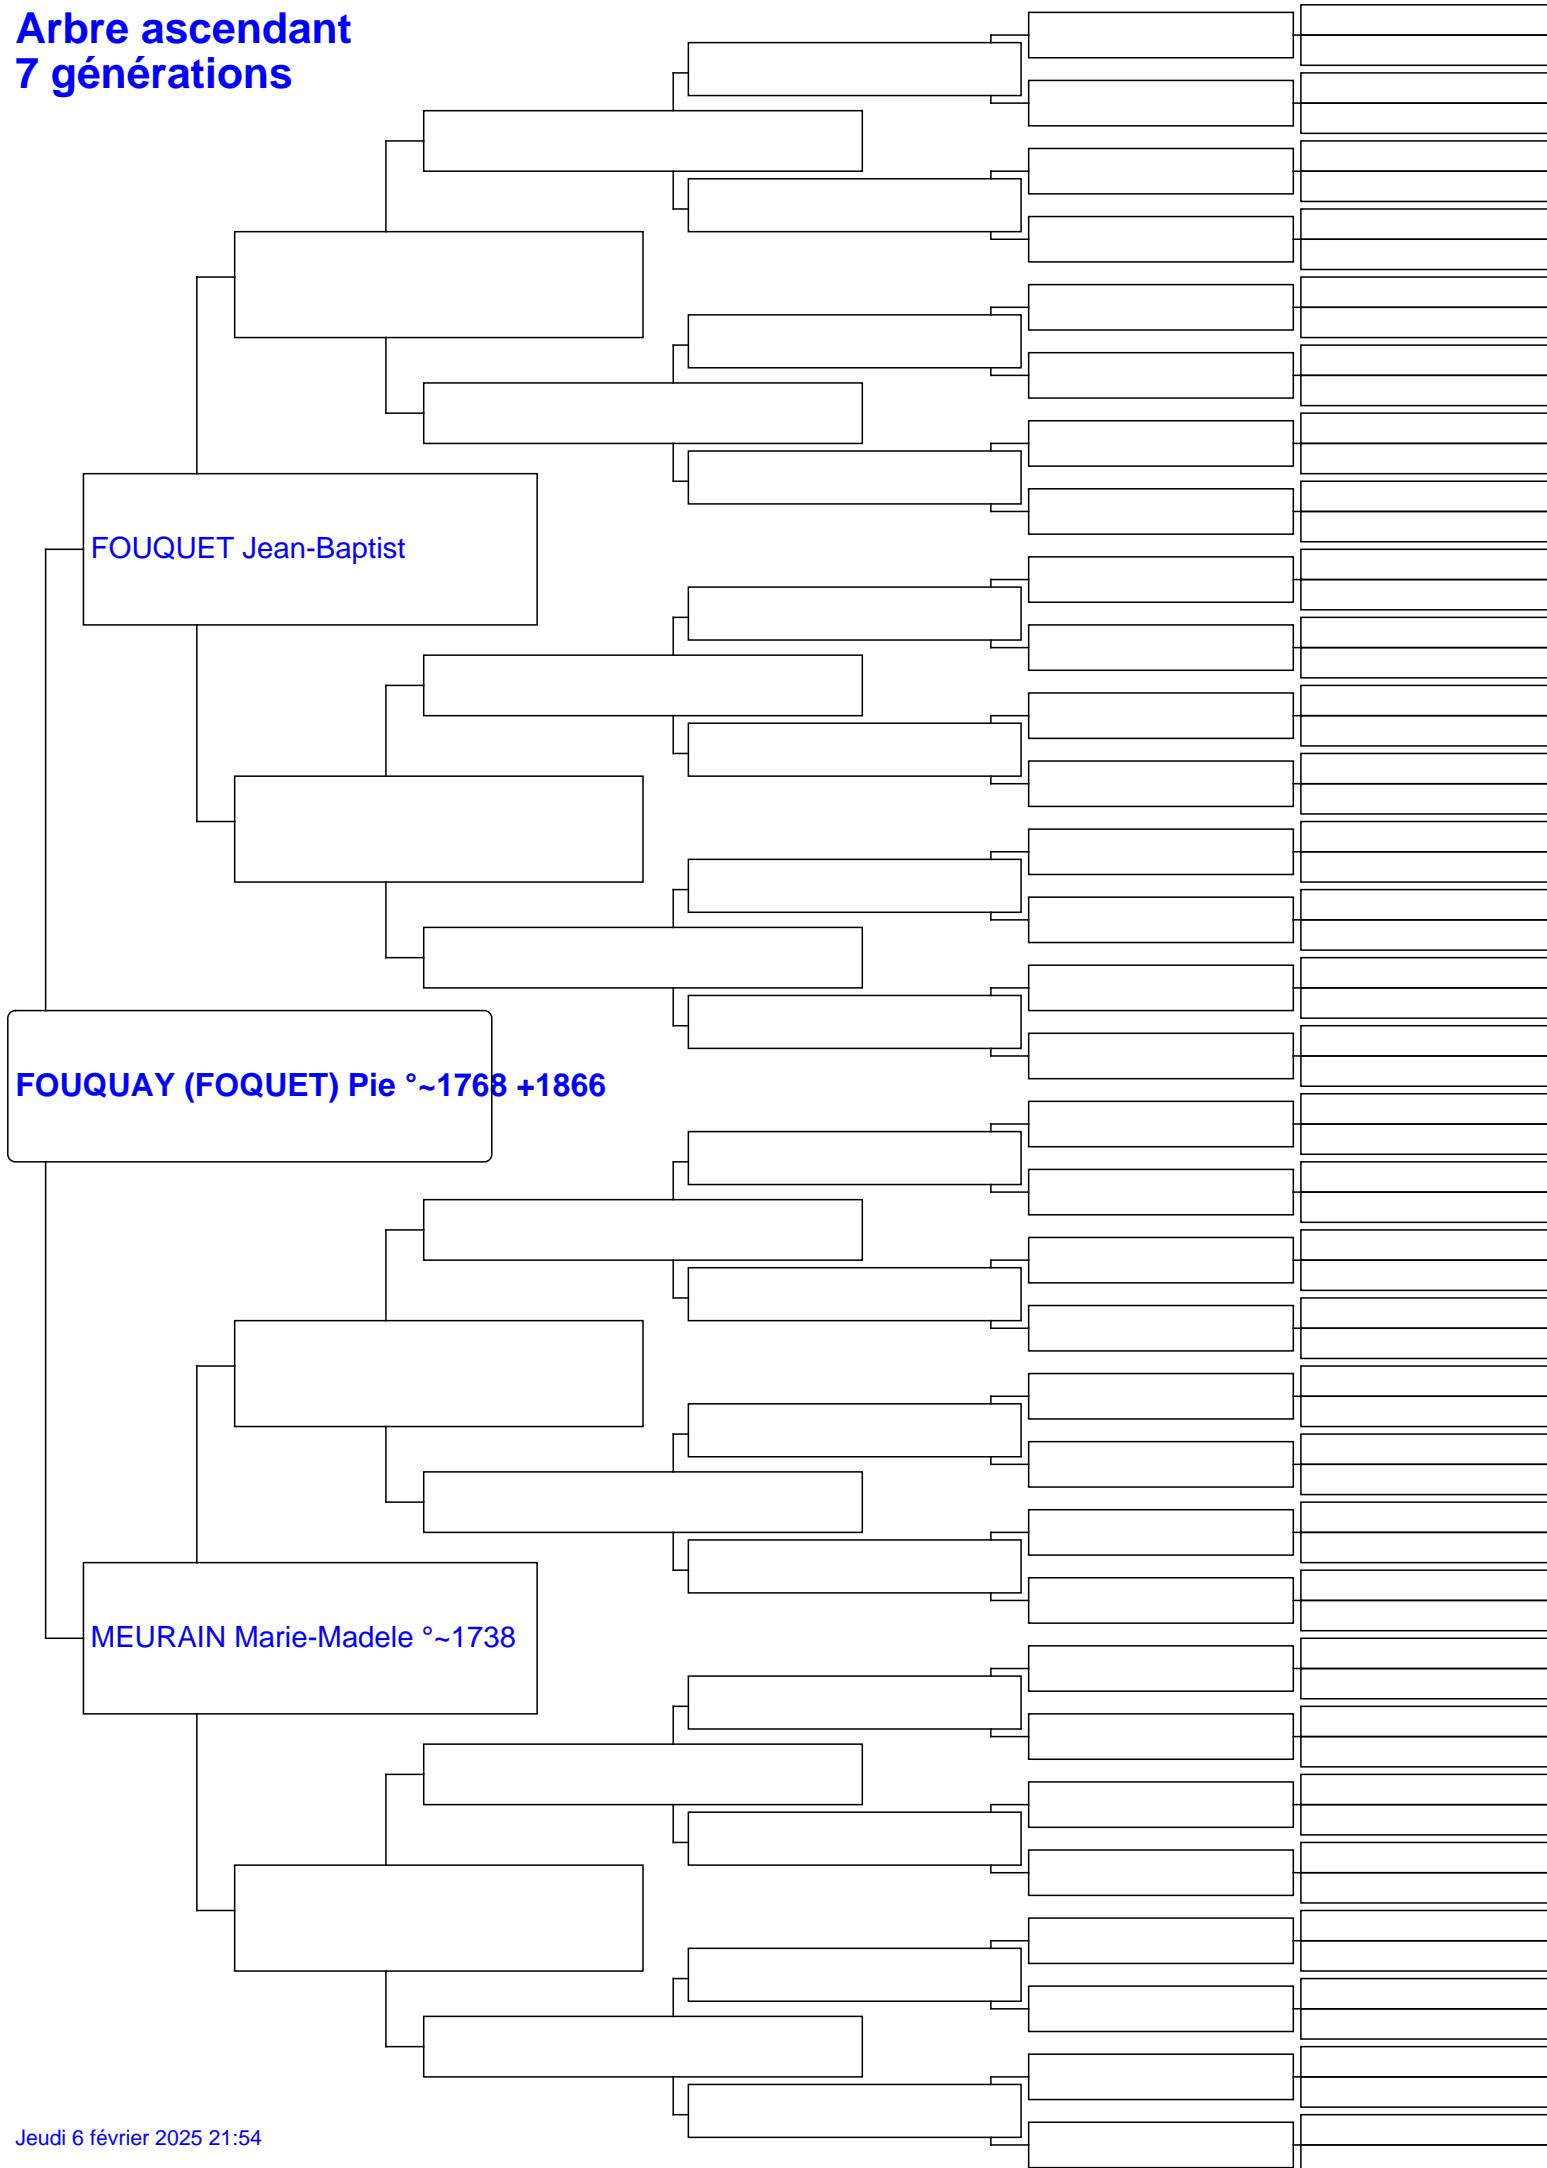 Arbre ascendant
7 générations
FOUQUET Jean-Baptist
FOUQUAY (FOQUET) Pie °~1768 +1866
MEURAIN Marie-Madele °~1738
Jeudi 6 février 2025 21:54